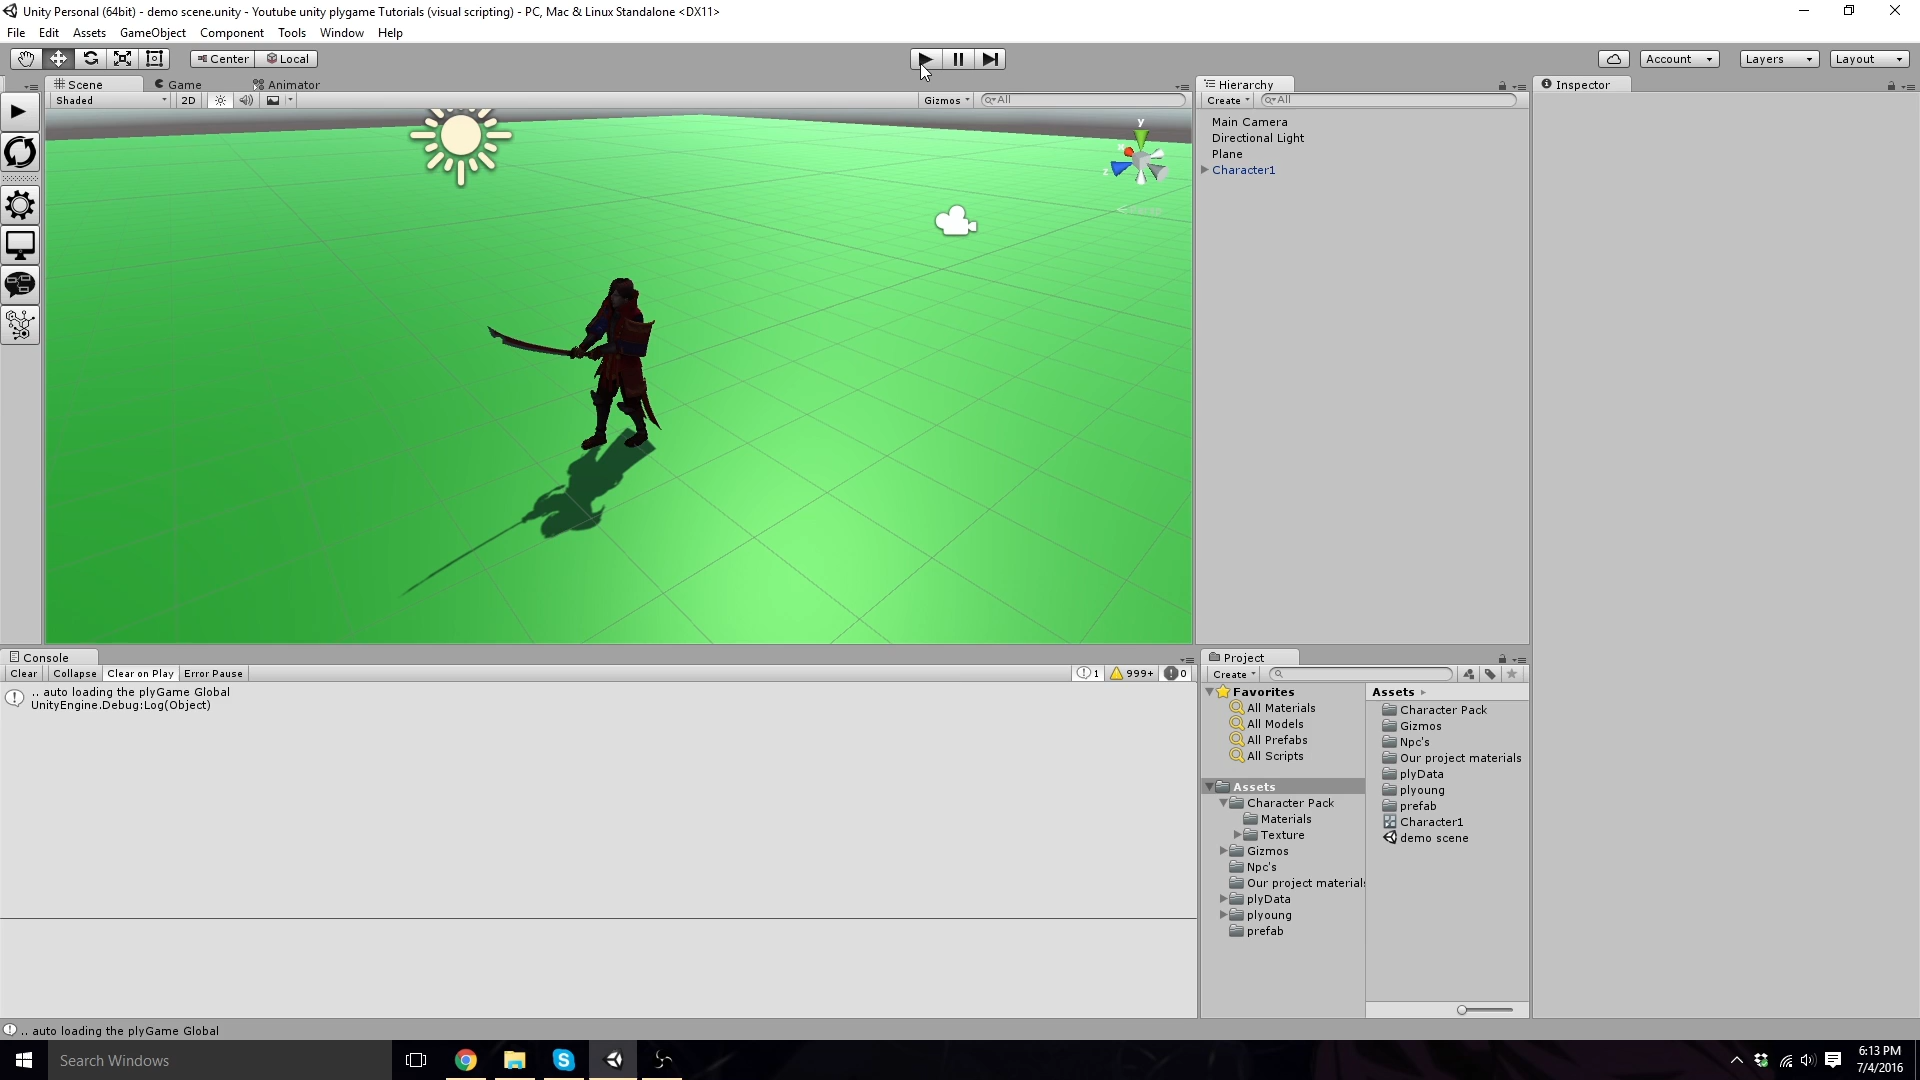 Unity Personal (64bit) - demo scene.unity - Youtube unity plygame Tutorials (visual scripting) - PC, Mac & Linux Standalone <DX11>
File Edit Assets GameObject Component Tools Window Help
Center Local Account Layers Layout
Scene Game Animator
Shaded 2D Gizmos All
y
x
z
Hierarchy
Create All
Main Camera
Directional Light
Plane
Character1
Inspector
Console
Clear Collapse Clear on Play Error Pause 1 999+ 0
.. auto loading the plyGame Global
UnityEngine.Debug:Log(Object)
Project
Create
Favorites
All Materials
All Models
All Prefabs
All Scripts
Assets
Character Pack
Materials
Texture
Gizmos
Npc's
Our project materials
plyData
plyoung
prefab
Assets
Character Pack
Gizmos
Npc's
Our project materials
plyData
plyoung
prefab
Character1
demo scene
.. auto loading the plyGame Global
Search Windows
6:13 PM
7/4/2016